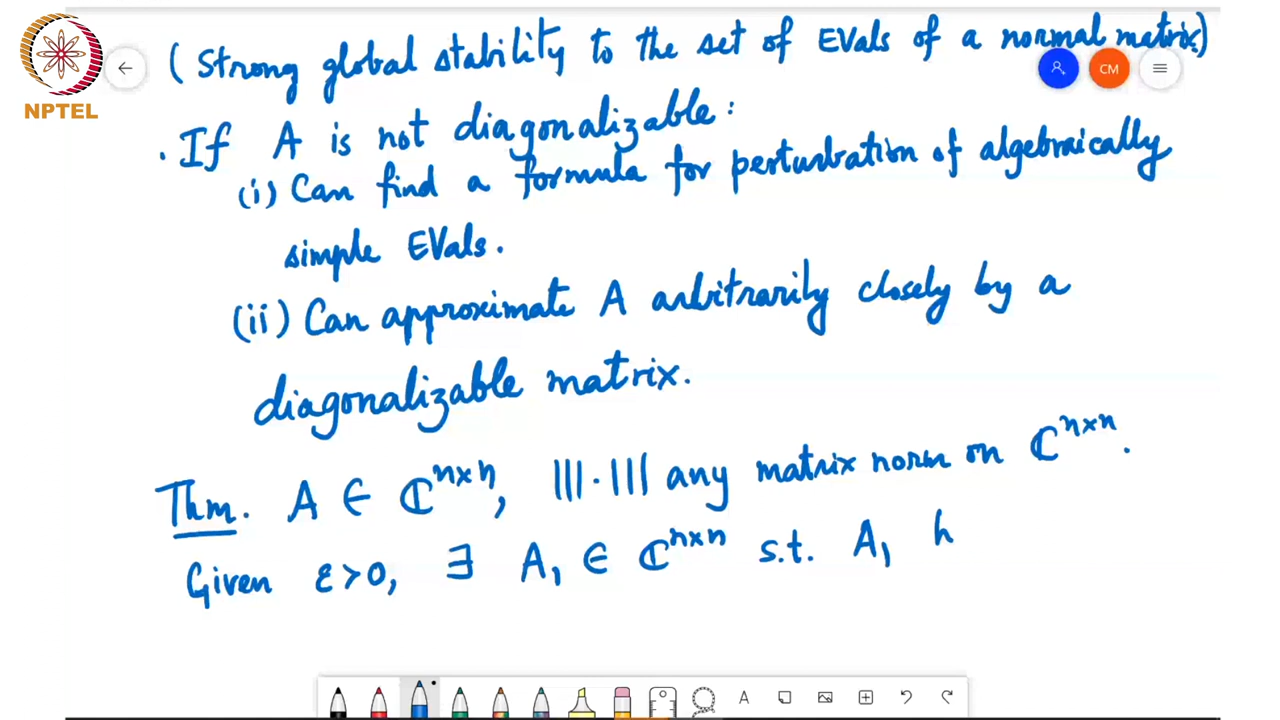 (Strong global stability to the set of EVals of a normal matrix)
CM
NPTEL
. If A is not diagonalizable:
(i) Can find a formula for perturbation of algebraically
simple EVals.
(ii) Can approximate A arbitrarily closely by a
diagonalizable matrix.
Thm. A ∈ ℂ^{n×n}, |||·||| any matrix norm on ℂ^{n×n}.
Given ε>0, ∃ A₁ ∈ ℂ^{n×n} s.t. A₁ h
A